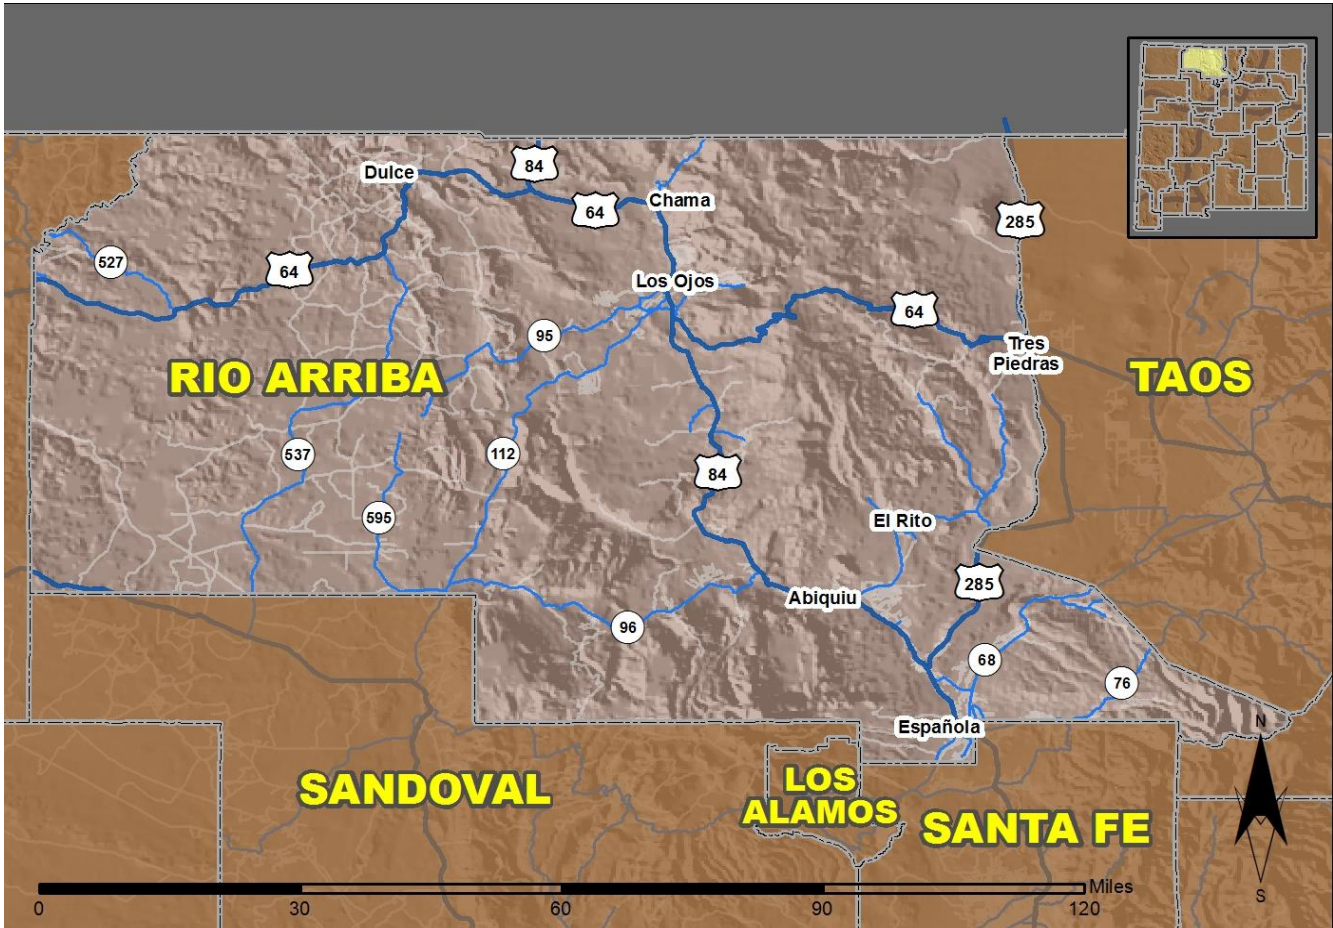 84
Dulce
Chama
64
285
527
64
Los Ojos
64
95
Tres
Piedras
RIO ARRIBA
TAOS
537
112
84
595
El Rito
285
Abiquiu
96
68
76
Española
N
SANDOVAL
LOS
ALAMOS
SANTA FE
Miles
S
0 30 60 90 120